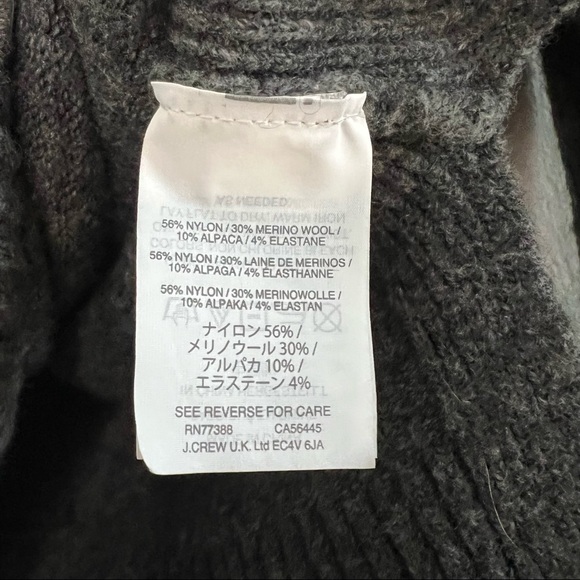 56% NYLON / 30% MERINO WOOL /
10% ALPACA / 4% ELASTANE
56% NYLON / 30% LAINE DE MERINOS /
10% ALPAGA / 4% ÉLASTHANNE
56% NYLON / 30% MERINOWOLLE /
10% ALPAKA / 4% ELASTAN
ナイロン 56% /
メリノウール 30% /
アルパカ 10% /
エラステーン 4%
SEE REVERSE FOR CARE
RN77388 CA56445
J.CREW U.K. Ltd EC4V 6JA